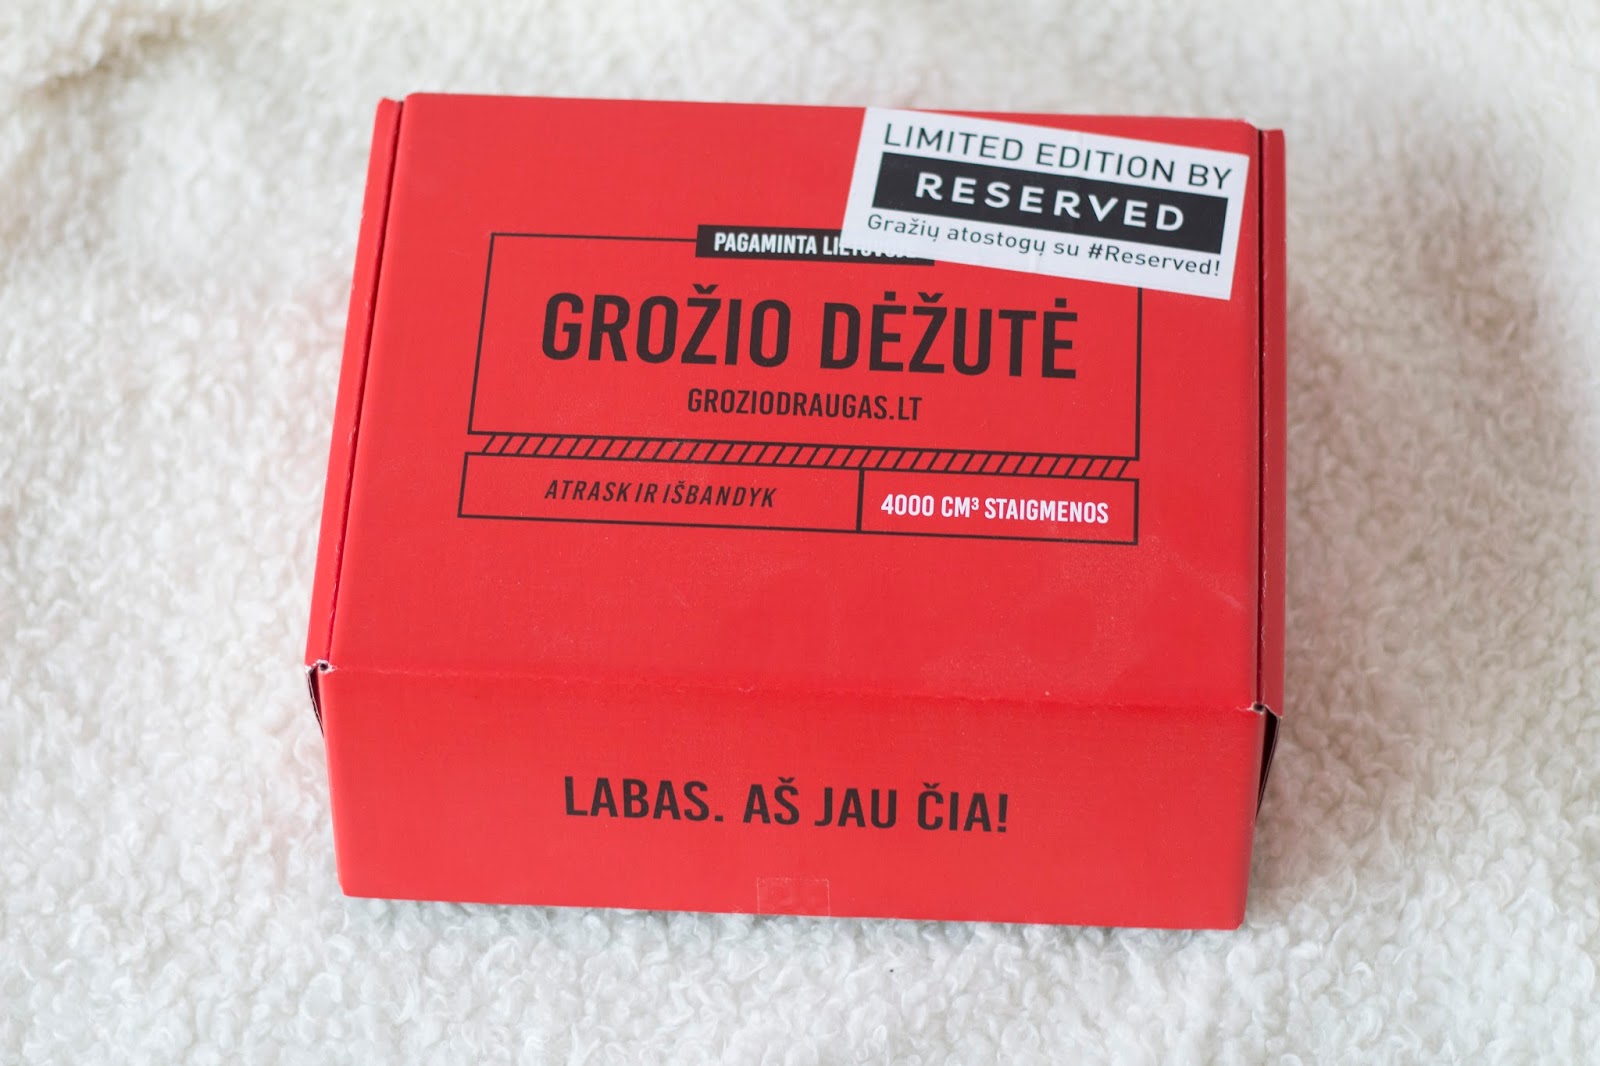 LIMITED EDITION BY
RESERVED
Gražių atostogų su #Reserved!
PAGAMINTA
GROŽIO DĖŽUTĖ
GROZIODRAUGAS.LT
ATRASK IR IŠBANDYK
4000 CM³ STAIGMENOS
LABAS. AŠ JAU ČIA!